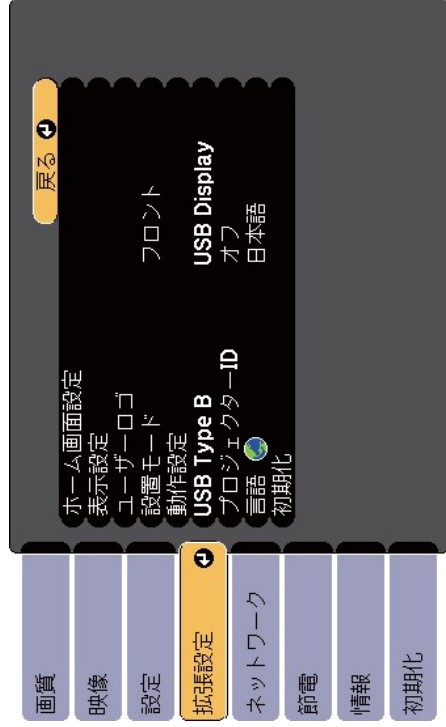 画質
映像
設定
拡張設定
ネットワーク
節電
情報
初期化
戻る
ホーム画面設定
表示設定
ユーザーロゴ
設置モード フロント
動作設定
USB Type B USB Display
プロジェクターID オフ
言語 日本語
初期化